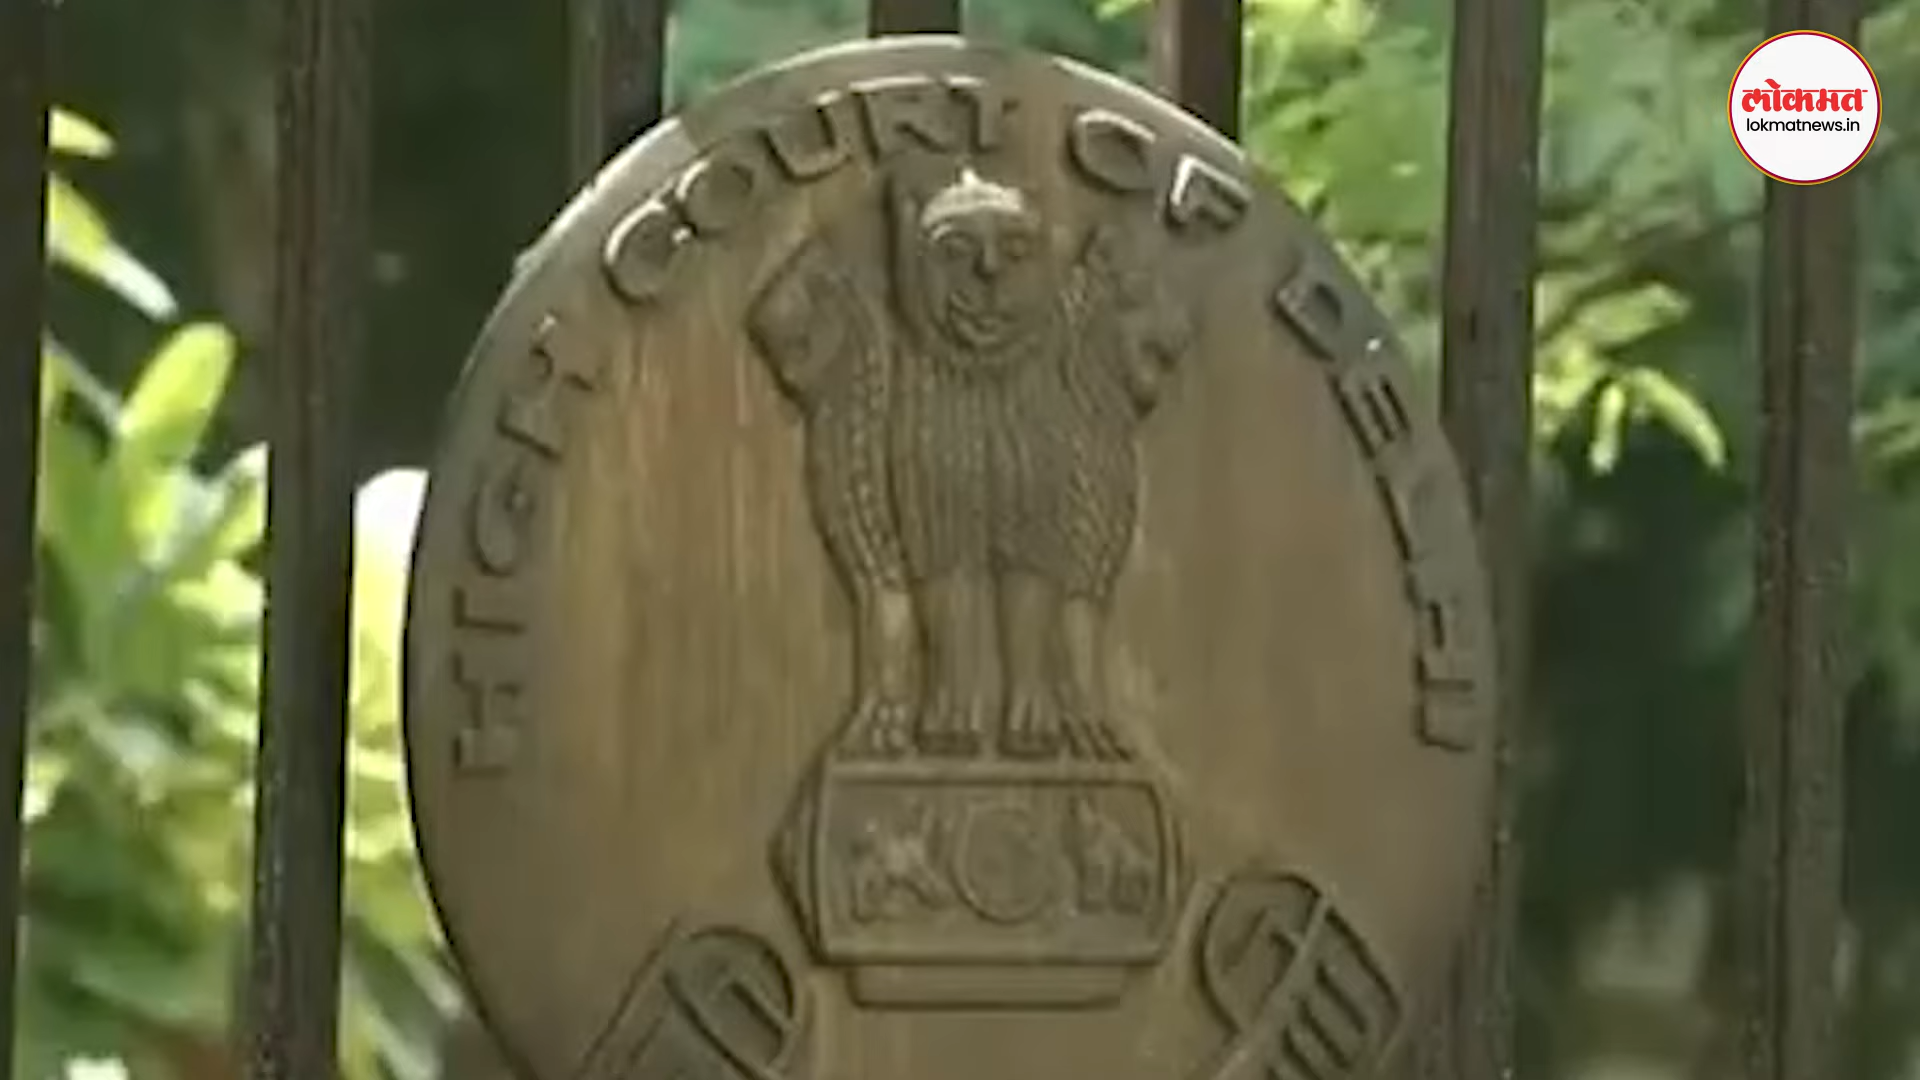 HIGH COURT OF DELHI
लोकमत
lokmatnews.in